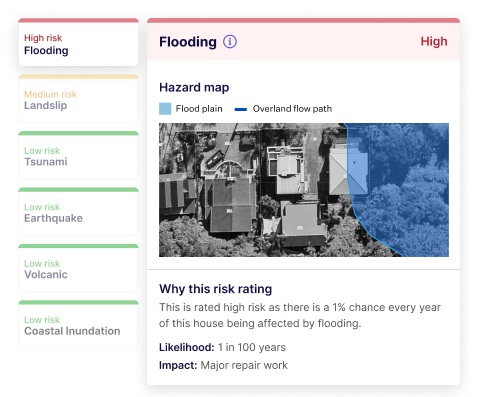 High risk
Flooding
Medium risk
Landslip
Low risk
Tsunami
Low risk
Earthquake
Low risk
Volcanic
Low risk
Coastal Inundation
Flooding
High
Hazard map
Flood plain
Overland flow path
Why this risk rating
This is rated high risk as there is a 1% chance every year
of this house being affected by flooding.
Likelihood: 1 in 100 years
Impact: Major repair work